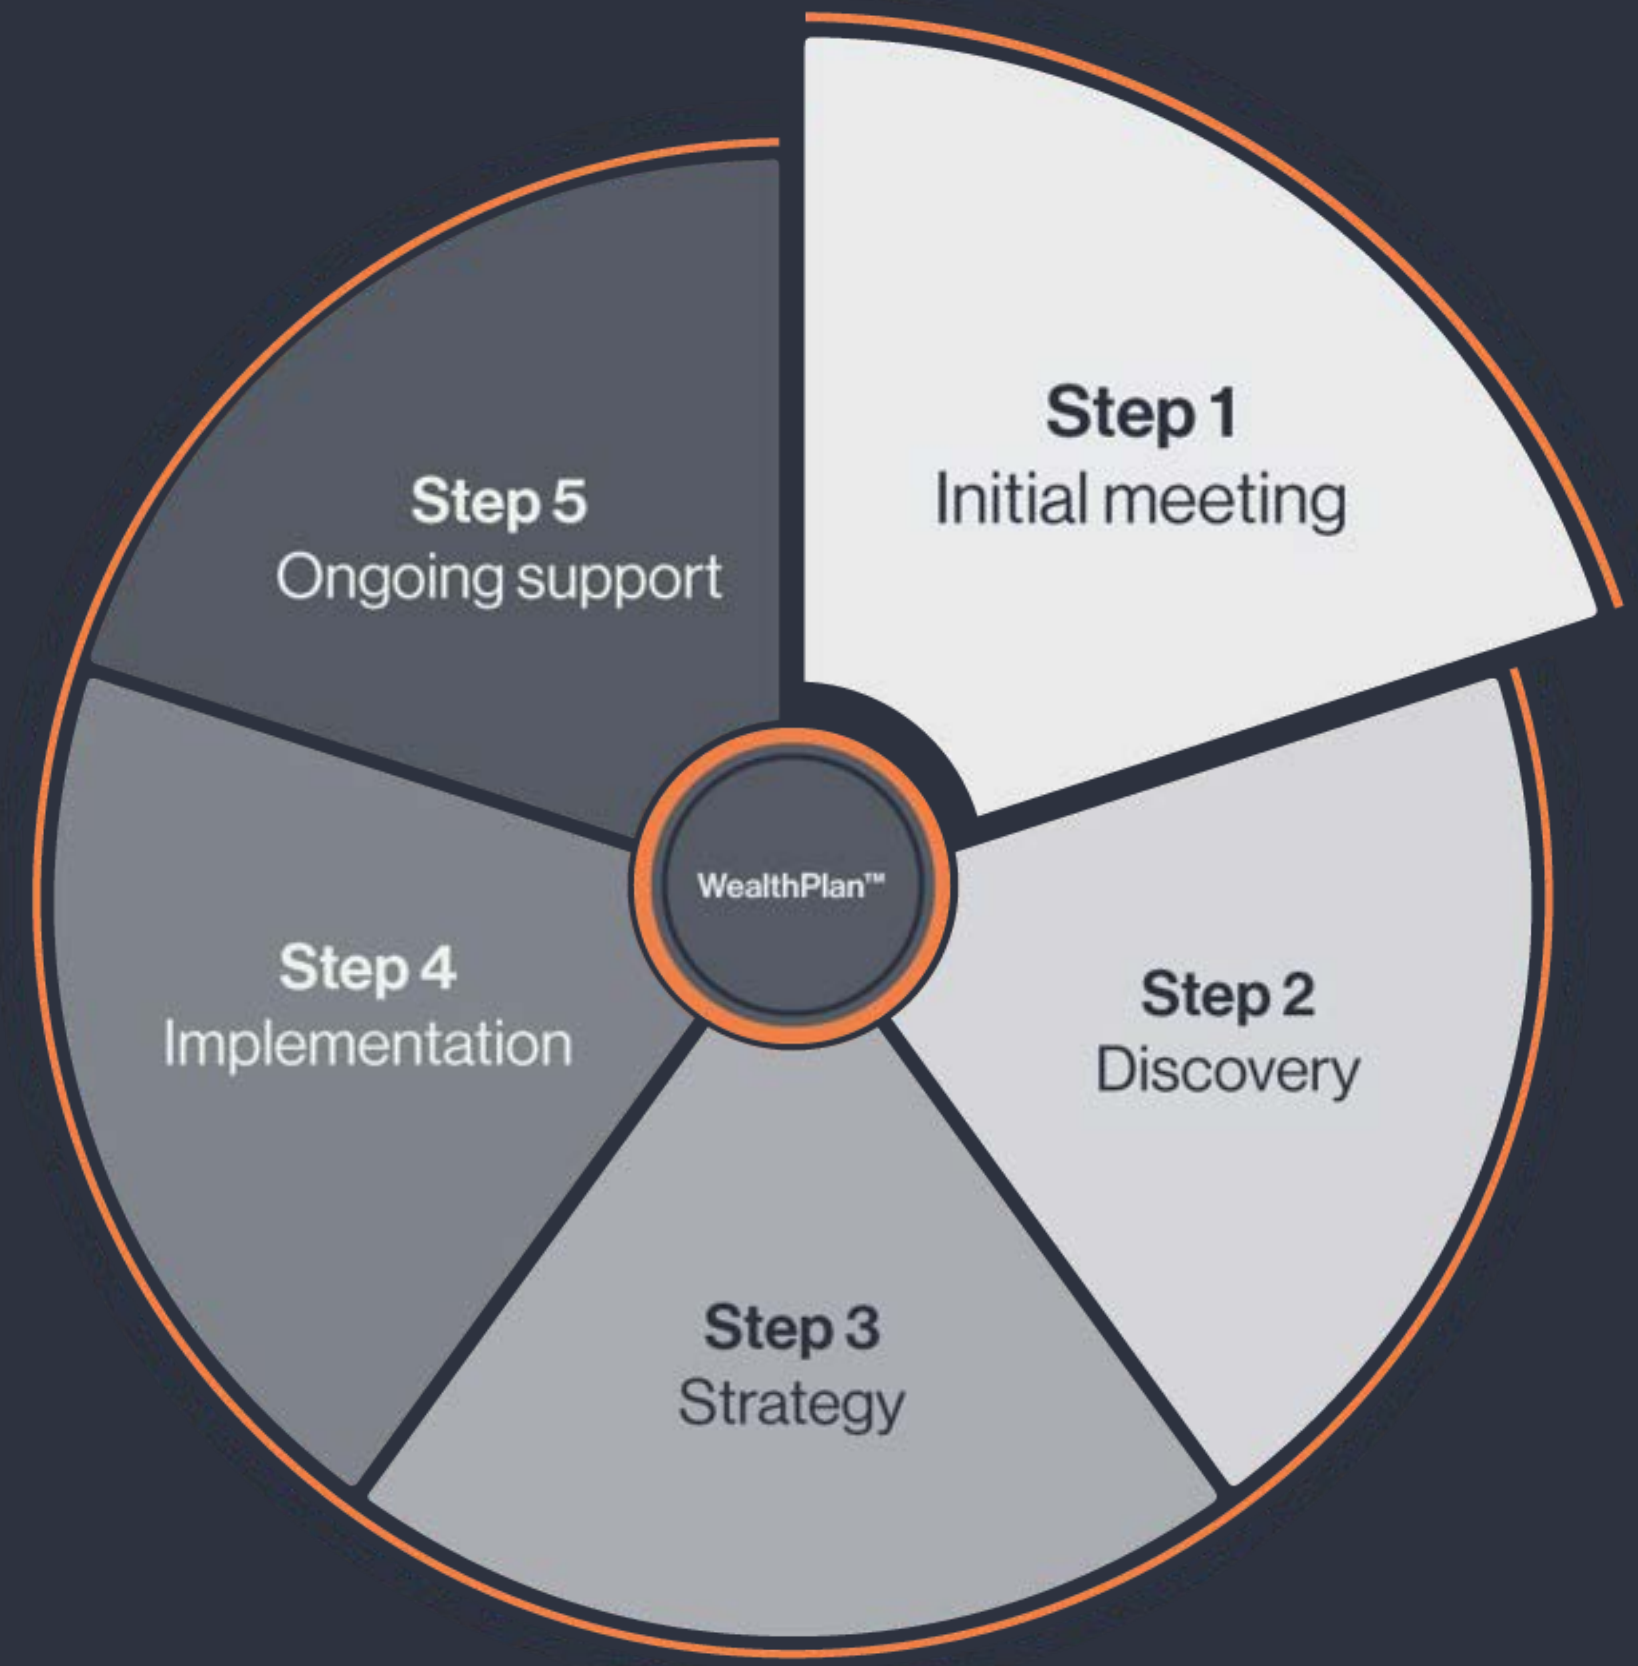 Step 1
Initial meeting
Step 2
Discovery
Step 3
Strategy
Step 4
Implementation
Step 5
Ongoing support
WealthPlan™